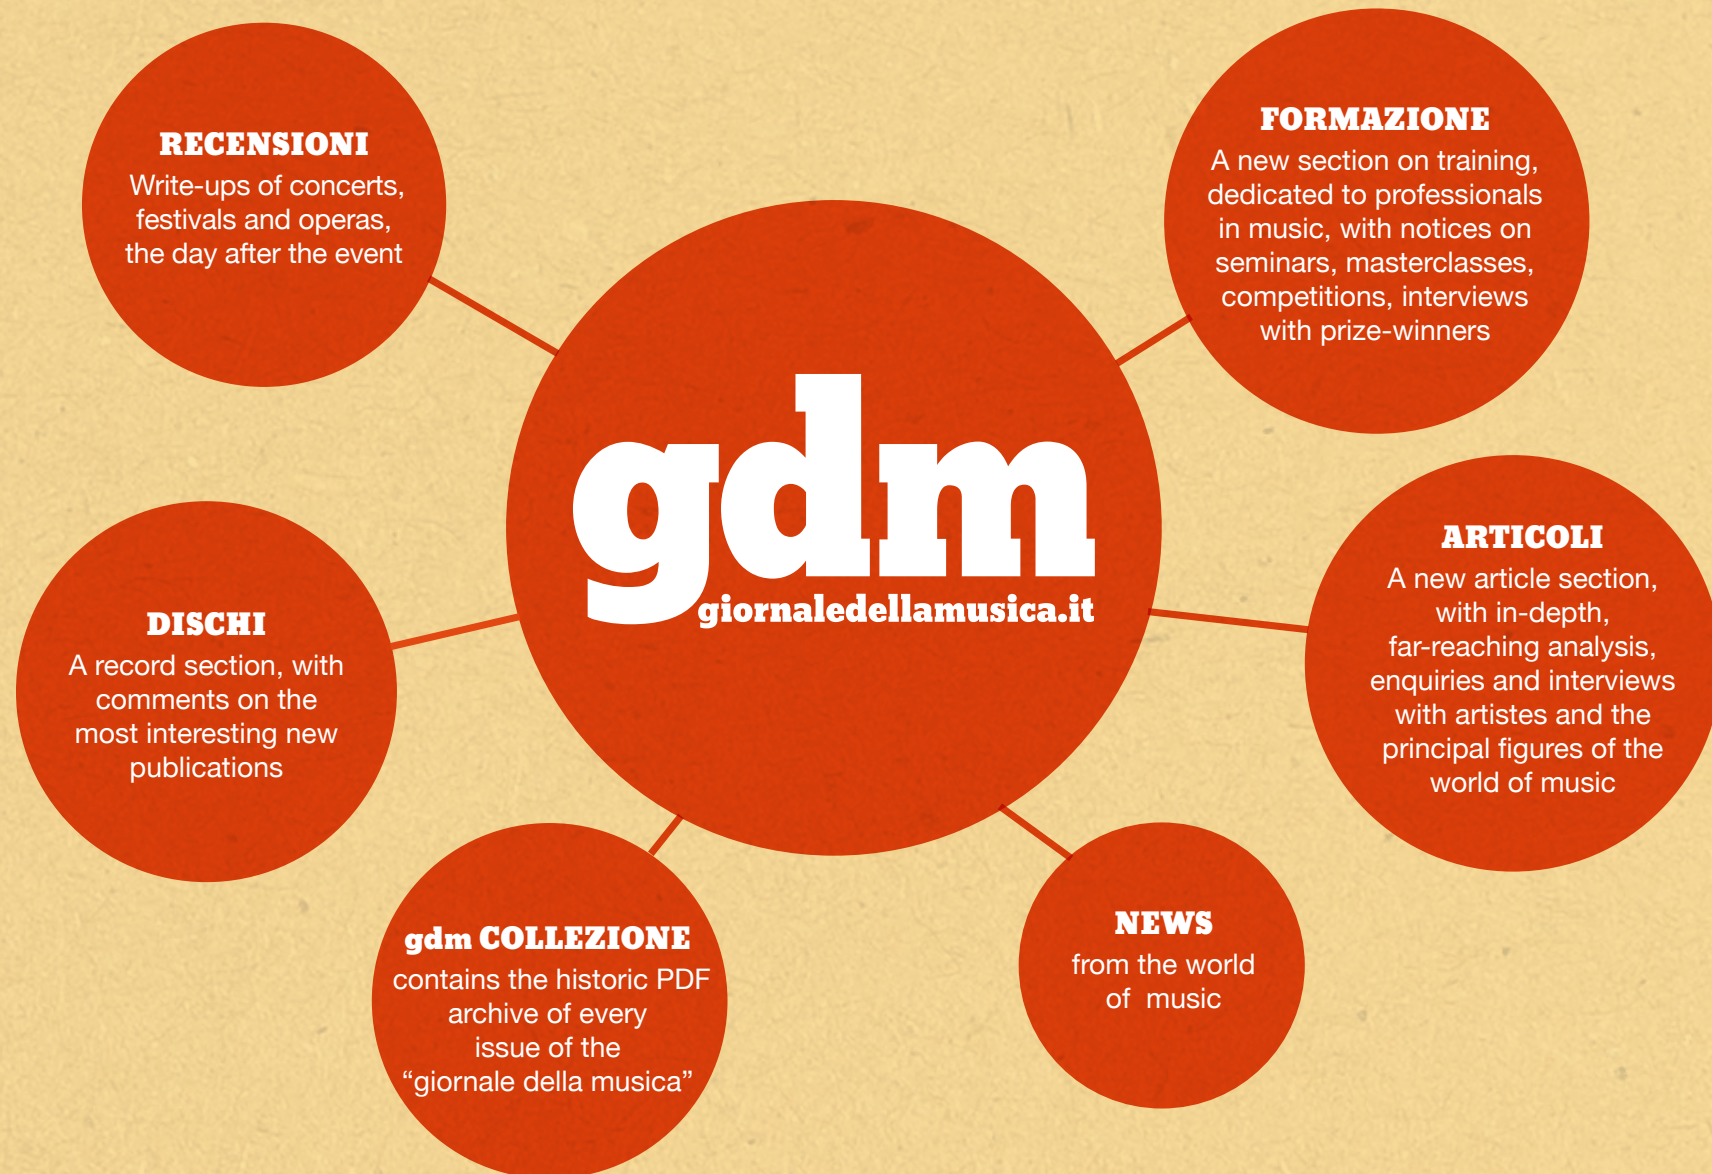 RECENSIONI
Write-ups of concerts,
festivals and operas,
the day after the event
FORMAZIONE
A new section on training,
dedicated to professionals
in music, with notices on
seminars, masterclasses,
competitions, interviews
with prize-winners
gdm
giornaledellamusica.it
DISCHI
A record section, with
comments on the
most interesting new
publications
ARTICOLI
A new article section,
with in-depth,
far-reaching analysis,
enquiries and interviews
with artistes and the
principal figures of the
world of music
gdm COLLEZIONE
contains the historic PDF
archive of every
issue of the
“giornale della musica”
NEWS
from the world
of music